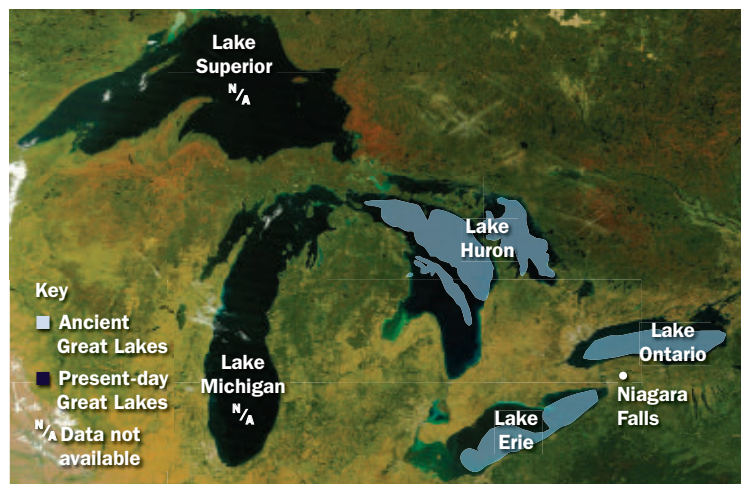 Lake
Superior
N/A
Lake
Huron
Key
Ancient
Great Lakes
Present-day
Great Lakes
N/A Data not
available
Lake
Michigan
N/A
Lake
Ontario
Niagara
Falls
Lake
Erie